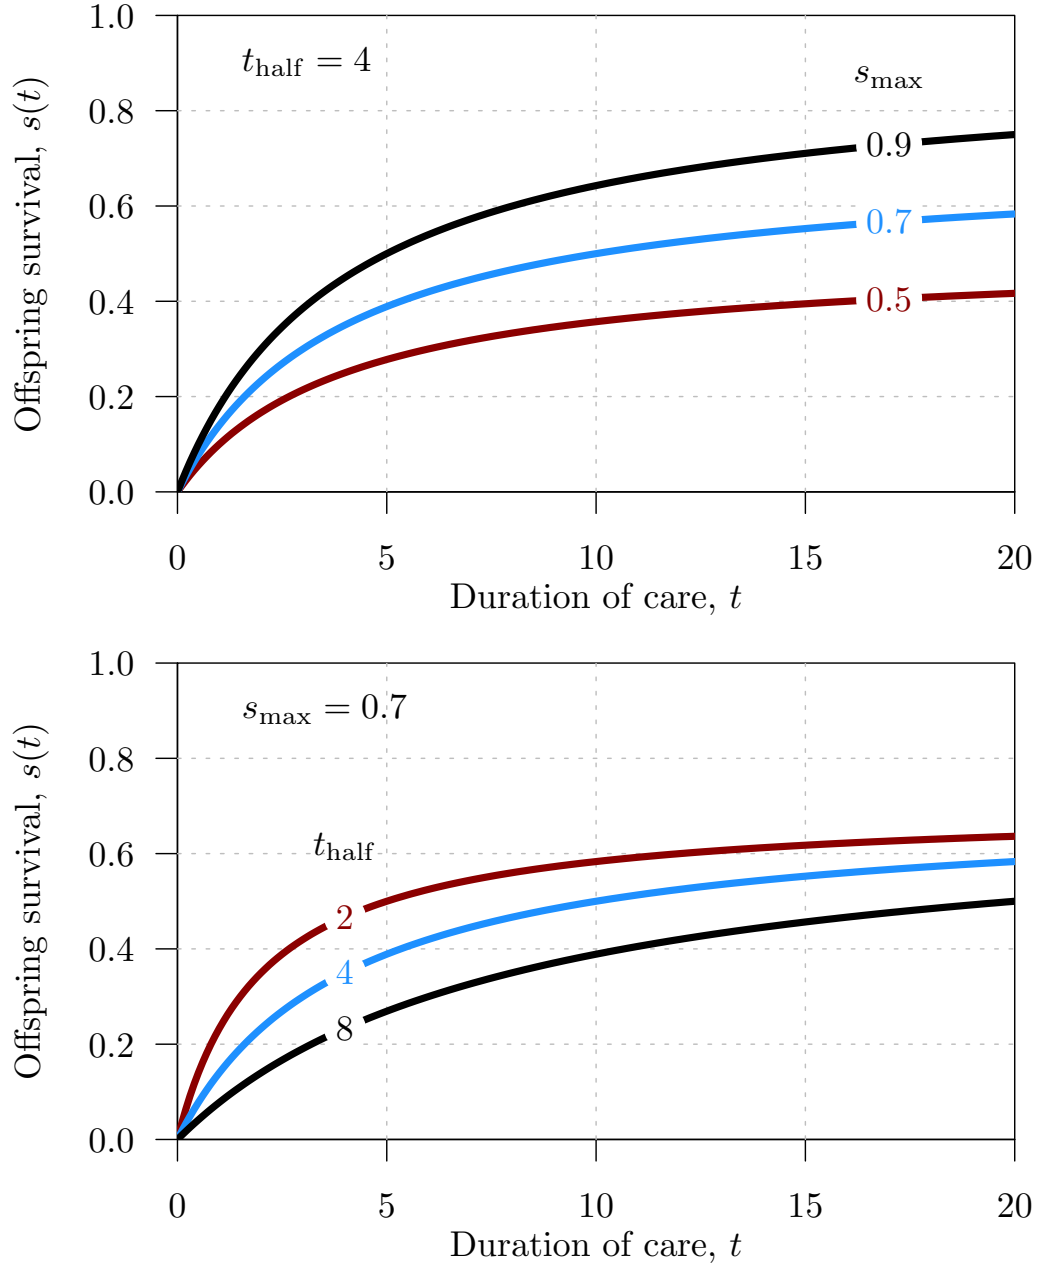 1.0
t_half = 4
s_max
0.8
0.9
0.6
0.7
0.4
0.5
0.2
0.0
Offspring survival, s(t)
0 5 10 15 20
Duration of care, t
1.0
s_max = 0.7
0.8
t_half
0.6
2
0.4
4
8
0.2
0.0
Offspring survival, s(t)
0 5 10 15 20
Duration of care, t